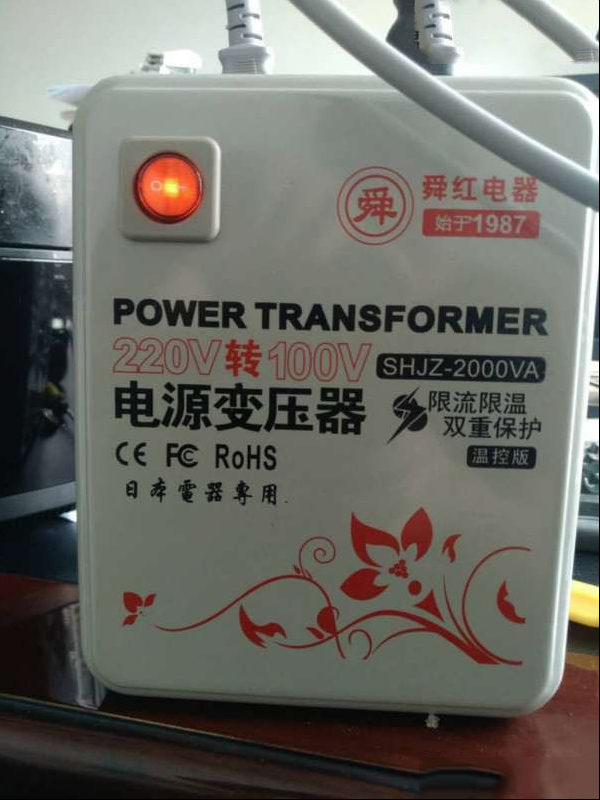 舜
舜红电器
始于1987
POWER TRANSFORMER
220V转100V
SHJZ-2000VA
电源变压器
限流限温
双重保护
温控版
CE FC RoHS
日本電器專用